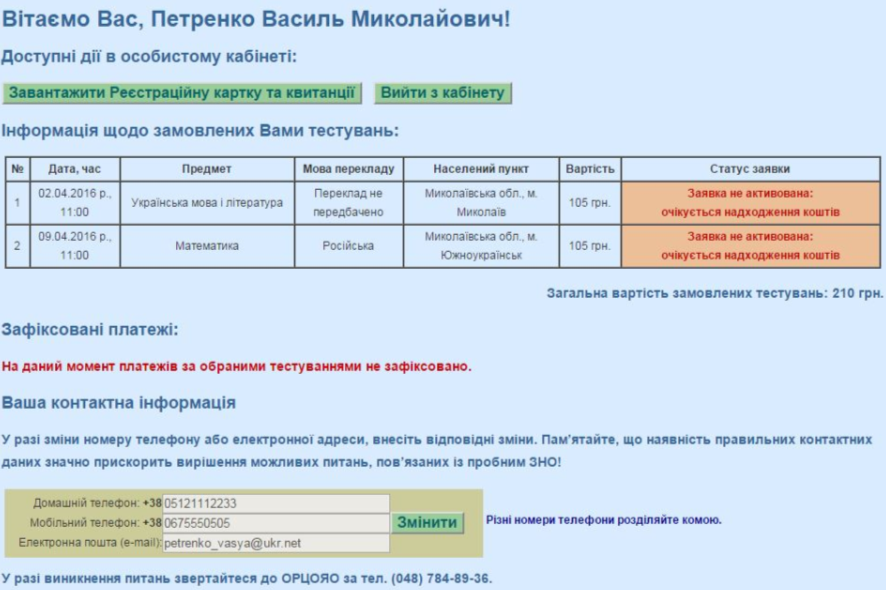 Вітаємо Вас, Петренко Василь Миколайович!
Доступні дії в особистому кабінеті:
Завантажити Реєстраційну картку та квитанції Вийти з кабінету
Інформація щодо замовлених Вами тестувань:
№ Дата, час Предмет Мова перекладу Населений пункт Вартість Статус заявки
1 02.04.2016 р., 11:00 Українська мова і література Переклад не передбачено Миколаївська обл., м. Миколаїв 105 грн. Заявка не активована: очікується надходження коштів
2 09.04.2016 р., 11:00 Математика Російська Миколаївська обл., м. Южноукраїнськ 105 грн. Заявка не активована: очікується надходження коштів
Загальна вартість замовлених тестувань: 210 грн.
Зафіксовані платежі:
На даний момент платежів за обраними тестуваннями не зафіксовано.
Ваша контактна інформація
У разі зміни номеру телефону або електронної адреси, внесіть відповідні зміни. Пам'ятайте, що наявність правильних контактних
даних значно прискорить вирішення можливих питань, пов'язаних із пробним ЗНО!
Домашній телефон: +38 05121112233
Мобільний телефон: +38 0675550505 Змінити Різні номери телефони розділяйте комою.
Електронна пошта (e-mail): petrenko_vasya@ukr.net
У разі виникнення питань звертайтеся до ОРЦОЯО за тел. (048) 784-89-36.